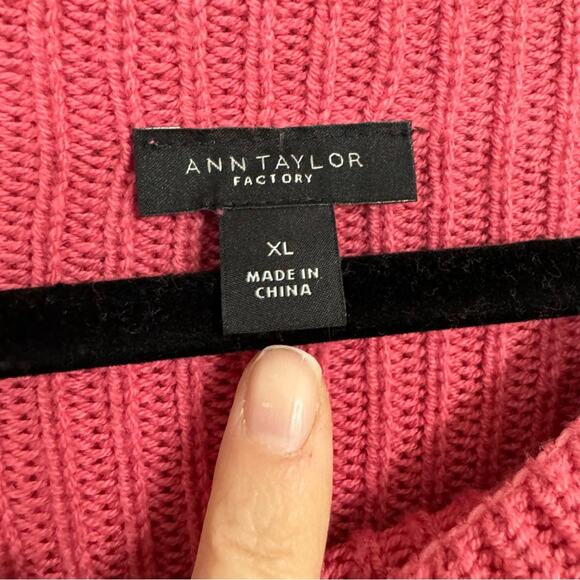 ANN TAYLOR
FACTORY
XL
MADE IN
CHINA